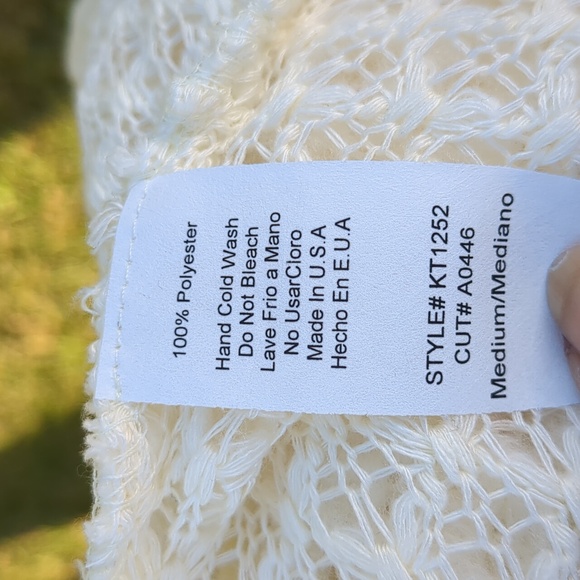 100% Polyester
Hand Cold Wash
Do Not Bleach
Lave Frio a Mano
No UsarCloro
Made In U.S.A
Hecho En E.U.A
STYLE# KT1252
CUT# A0446
Medium/Mediano